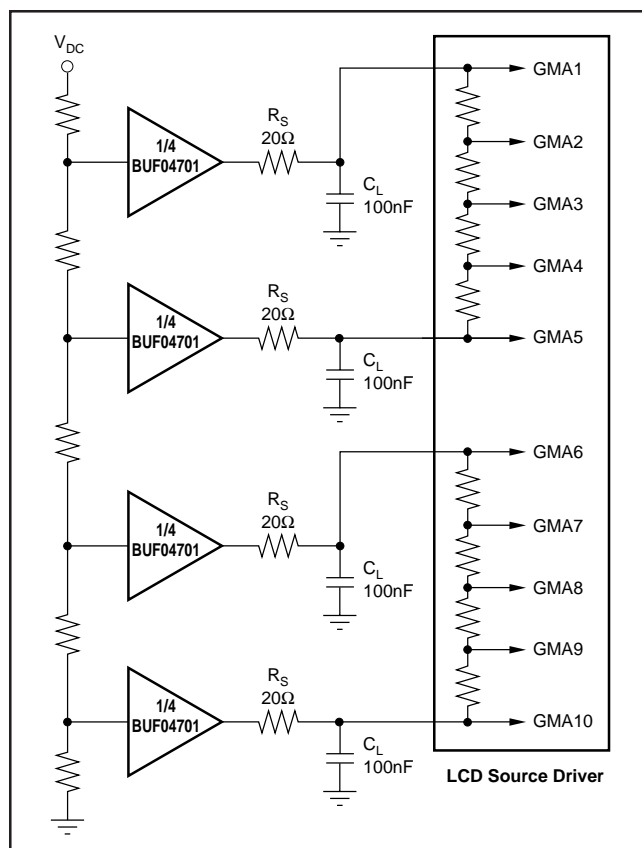 V_DC
1/4
BUF04701
R_S
20Ω
C_L
100nF
GMA1
GMA2
GMA3
GMA4
1/4
BUF04701
R_S
20Ω
C_L
100nF
GMA5
1/4
BUF04701
R_S
20Ω
C_L
100nF
GMA6
GMA7
GMA8
GMA9
1/4
BUF04701
R_S
20Ω
C_L
100nF
GMA10
LCD Source Driver